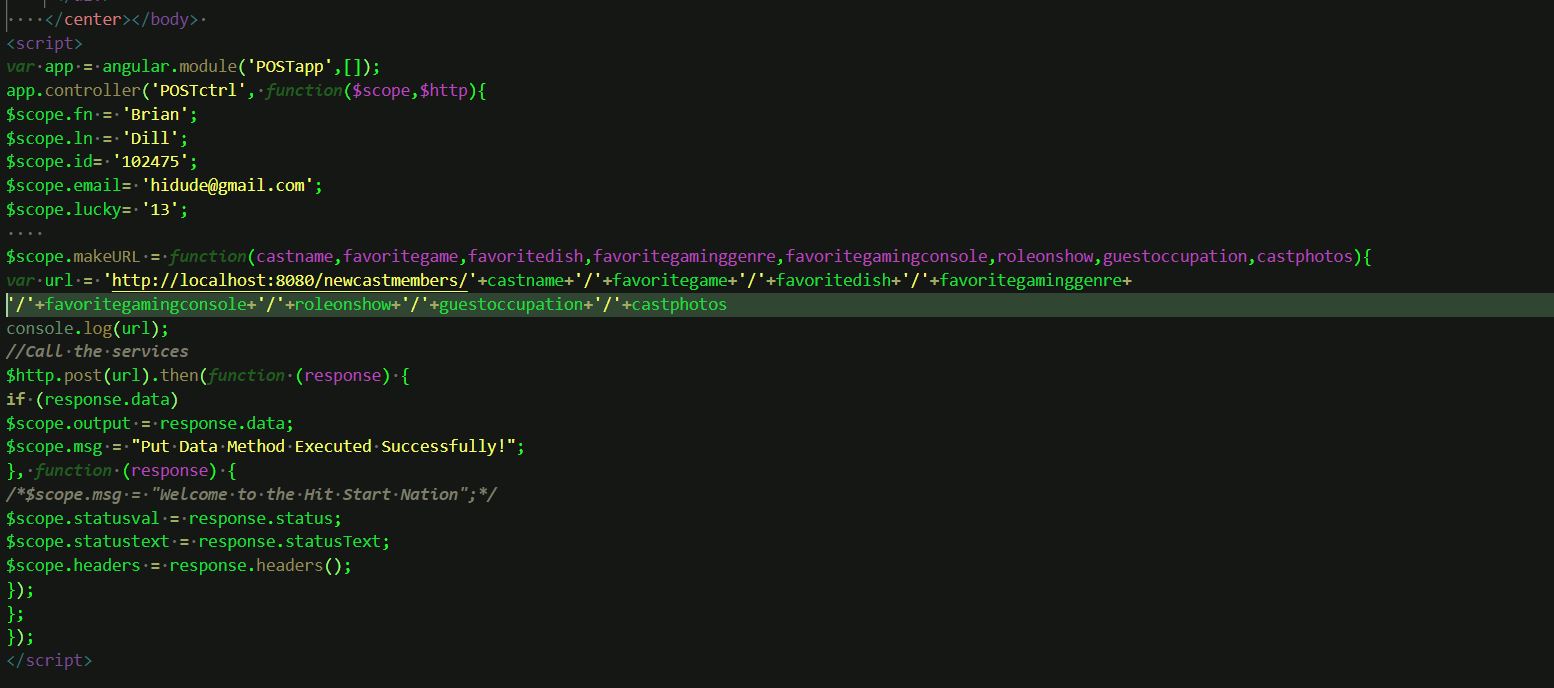 </center></body>
<script>
var app = angular.module('POSTapp',[]);
app.controller('POSTctrl', function($scope,$http){
$scope.fn = 'Brian';
$scope.ln = 'Dill';
$scope.id= '102475';
$scope.email= 'hidude@gmail.com';
$scope.lucky= '13';
$scope.makeURL = function(castname,favoritegame,favoritedish,favoritegaminggenre,favoritegamingconsole,roleonshow,guestoccupation,castphotos){
var url = 'http://localhost:8080/newcastmembers/'+castname+'/'+favoritegame+'/'+favoritedish+'/'+favoritegaminggenre+
'/'+favoritegamingconsole+'/'+roleonshow+'/'+guestoccupation+'/'+castphotos
console.log(url);
//Call the services
$http.post(url).then(function (response) {
if (response.data)
$scope.output = response.data;
$scope.msg = "Put Data Method Executed Successfully!";
}, function (response) {
/*$scope.msg = "Welcome to the Hit Start Nation";*/
$scope.statusval = response.status;
$scope.statustext = response.statusText;
$scope.headers = response.headers();
});
};
});
</script>